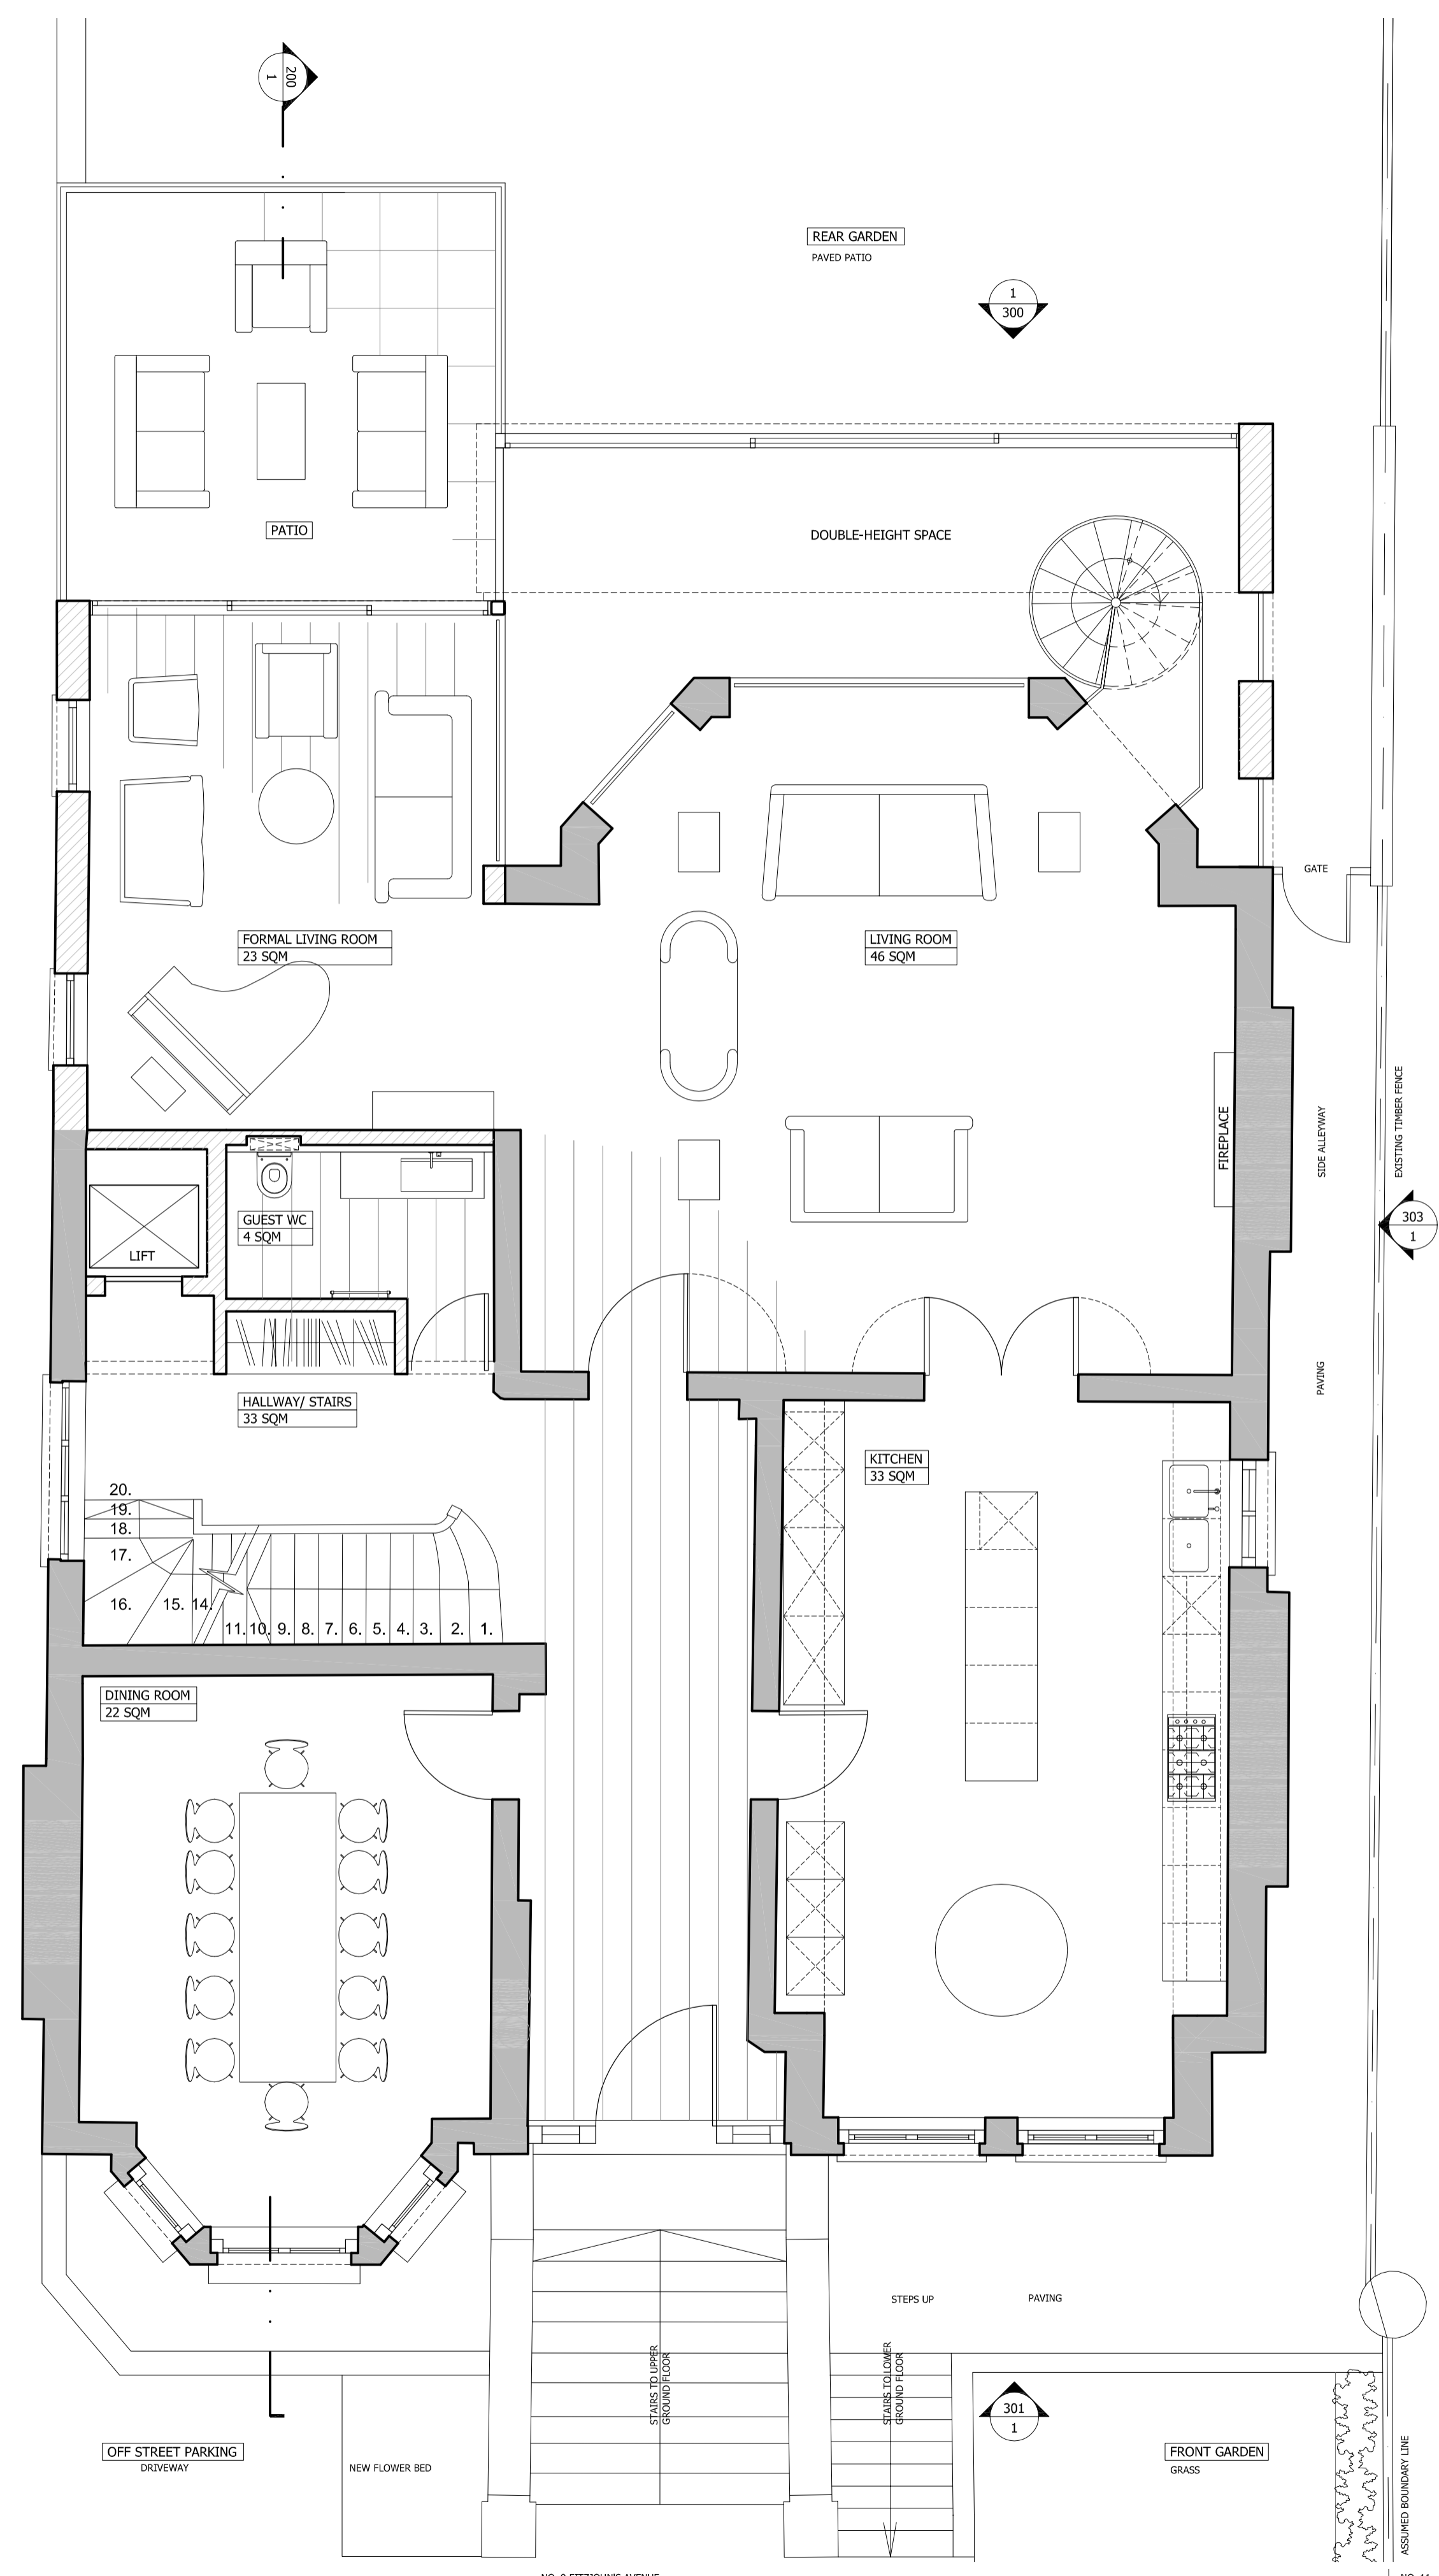 200
1
REAR GARDEN
PAVED PATIO
1
300
PATIO
DOUBLE-HEIGHT SPACE
GATE
FORMAL LIVING ROOM
23 SQM
LIVING ROOM
46 SQM
FIREPLACE
SIDE ALLEYWAY
EXISTING TIMBER FENCE
GUEST WC
4 SQM
LIFT
303
1
PAVING
HALLWAY/ STAIRS
33 SQM
KITCHEN
33 SQM
20.
19.
18.
17.
16.
15.
14.
11.
10.
9.
8.
7.
6.
5.
4.
3.
2.
1.
DINING ROOM
22 SQM
STEPS UP
PAVING
STAIRS TO UPPER
GROUND FLOOR
STAIRS TO LOWER
GROUND FLOOR
301
1
OFF STREET PARKING
DRIVEWAY
NEW FLOWER BED
FRONT GARDEN
GRASS
ASSUMED BOUNDARY LINE